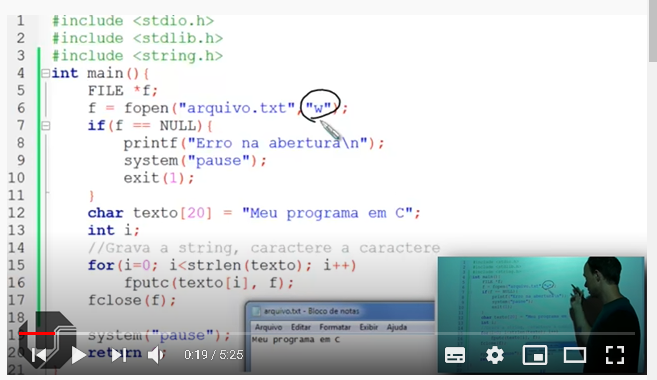 1 #include <stdio.h>
2 #include <stdlib.h>
3 #include <string.h>
4 int main(){
5 FILE *f;
6 f = fopen("arquivo.txt","w");
7 if(f == NULL){
8 printf("Erro na abertura\n");
9 system("pause");
10 exit(1);
11 }
12 char texto[20] = "Meu programa em C";
13 int i;
14 //Grava a string, caractere a caractere
15 for(i=0; i<strlen(texto); i++)
16 fputc(texto[i], f);
17 fclose(f);
18
arquivo.txt - Bloco de notas
Arquivo Editar Formatar Exibir Ajuda
Meu programa em C
19 system("pause");
20 return
21 }
0:19 / 5:25